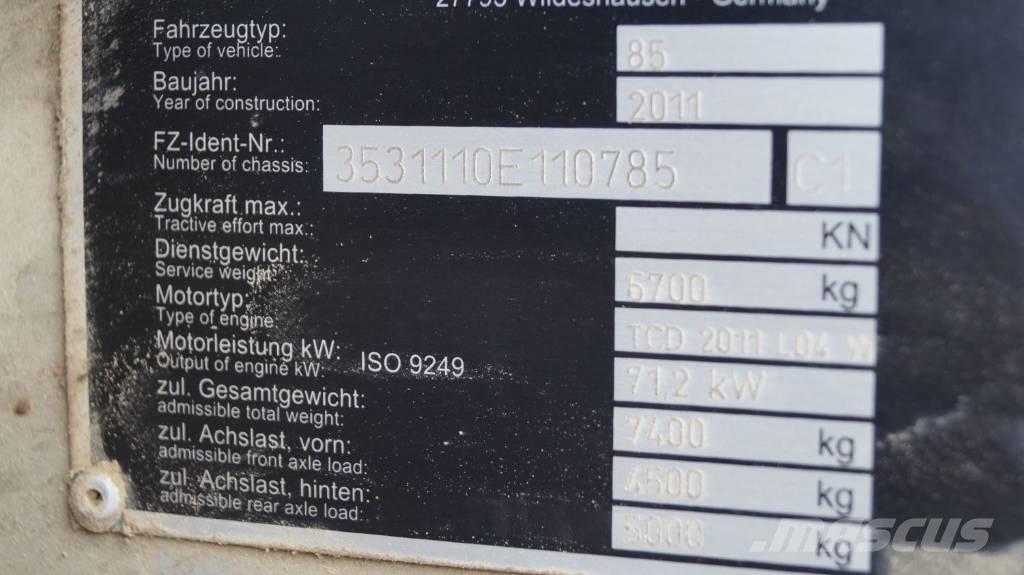 27793 Wildeshausen - Germany
Fahrzeugtyp: 85
Type of vehicle:
Baujahr: 2011
Year of construction:
FZ-Ident-Nr.: 3531110E110785 C1
Number of chassis:
Zugkraft max.: KN
Tractive effort max.:
Dienstgewicht: 6700 kg
Service weight
Motortyp: TCD 2011 L04 W
Type of engine
Motorleistung kW: ISO 9249 71,2 kW
Output of engine kW:
zul. Gesamtgewicht: 7400 kg
admissible total weight:
zul. Achslast, vorn: 4500 kg
admissible front axle load:
zul. Achslast, hinten: 5000 kg
admissible rear axle load:
mascus